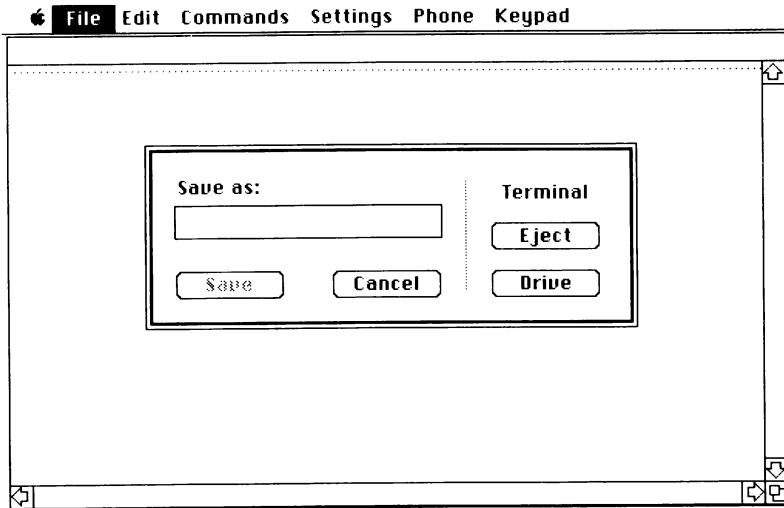 File Edit Commands Settings Phone Keypad
Save as:
Terminal
Eject
Save
Cancel
Drive